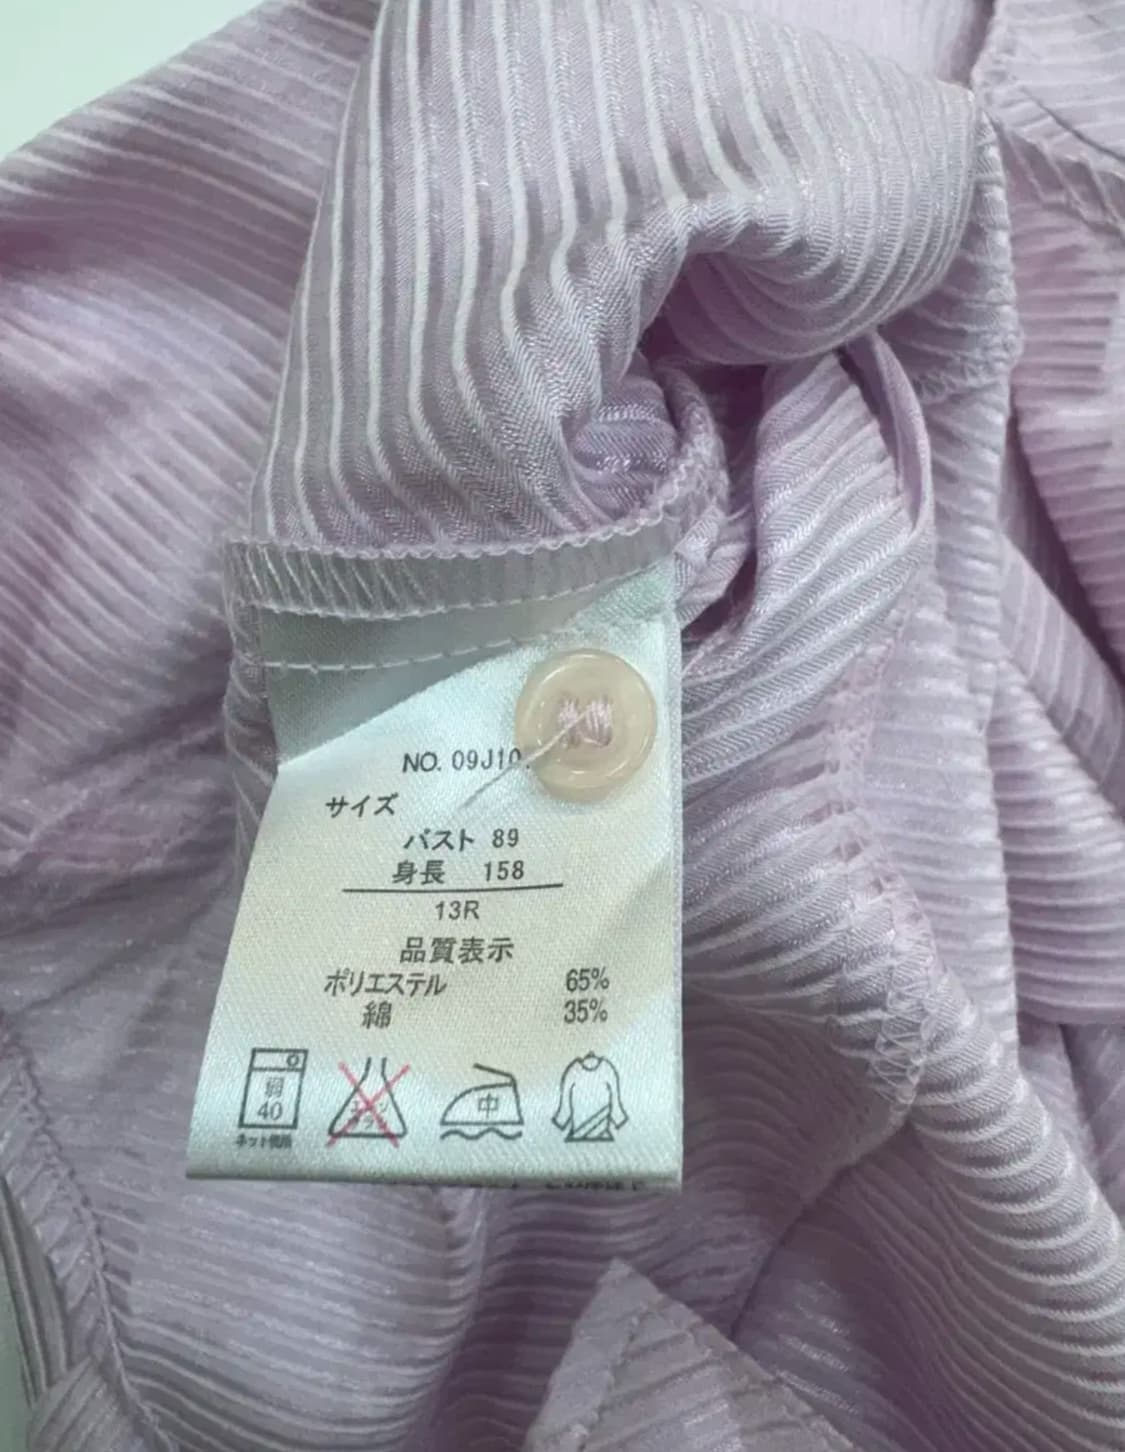 NO. 09J10
サイズ
バスト 89
身長 158
13R
品質表示
ポリエステル 65%
綿 35%
40
中